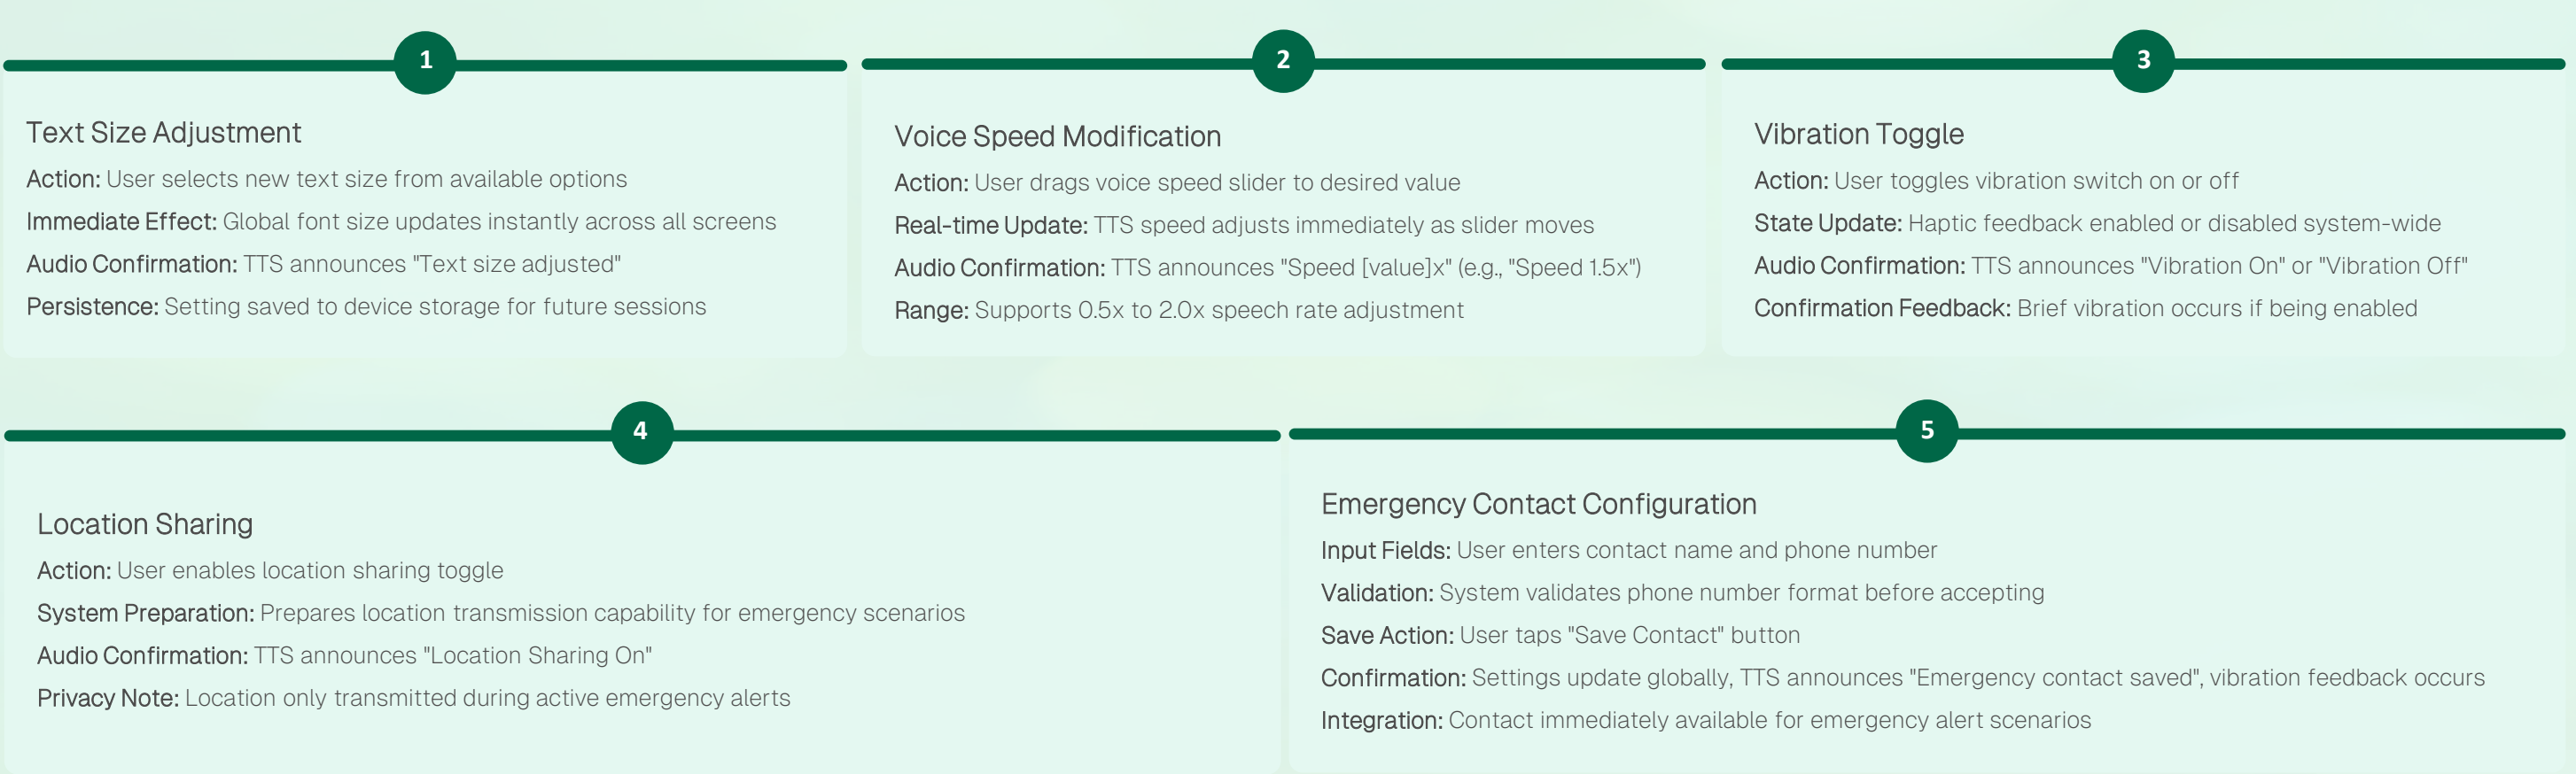 1
Text Size Adjustment
Action: User selects new text size from available options
Immediate Effect: Global font size updates instantly across all screens
Audio Confirmation: TTS announces "Text size adjusted"
Persistence: Setting saved to device storage for future sessions
2
Voice Speed Modification
Action: User drags voice speed slider to desired value
Real-time Update: TTS speed adjusts immediately as slider moves
Audio Confirmation: TTS announces "Speed [value]x" (e.g., "Speed 1.5x")
Range: Supports 0.5x to 2.0x speech rate adjustment
3
Vibration Toggle
Action: User toggles vibration switch on or off
State Update: Haptic feedback enabled or disabled system-wide
Audio Confirmation: TTS announces "Vibration On" or "Vibration Off"
Confirmation Feedback: Brief vibration occurs if being enabled
4
Location Sharing
Action: User enables location sharing toggle
System Preparation: Prepares location transmission capability for emergency scenarios
Audio Confirmation: TTS announces "Location Sharing On"
Privacy Note: Location only transmitted during active emergency alerts
5
Emergency Contact Configuration
Input Fields: User enters contact name and phone number
Validation: System validates phone number format before accepting
Save Action: User taps "Save Contact" button
Confirmation: Settings update globally, TTS announces "Emergency contact saved", vibration feedback occurs
Integration: Contact immediately available for emergency alert scenarios